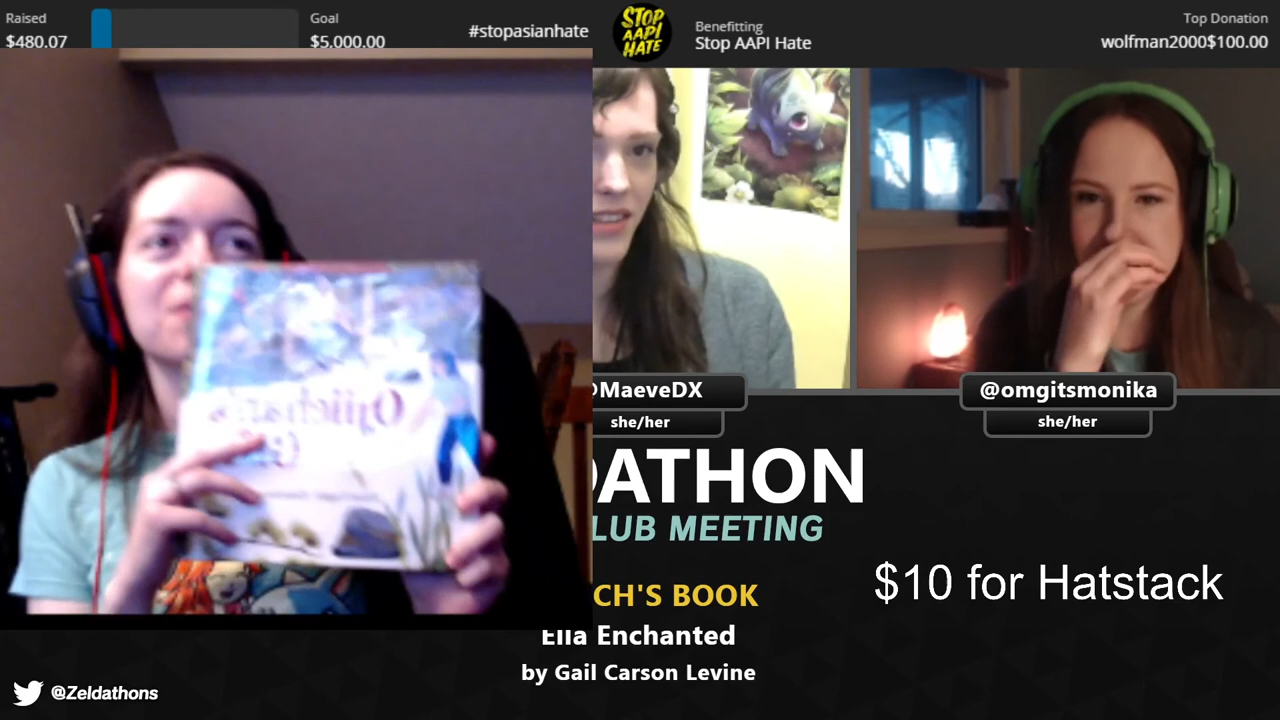 Raised
$480.07
Goal
$5,000.00
#stopasianhate
STOP
AAPI
HATE
Benefitting
Stop AAPI Hate
Top Donation
wolfman2000$100.00
MaeveDX
she/her
@omgitsmonika
she/her
DATHON
LUB MEETING
$10 for Hatstack
CH'S BOOK
Ella Enchanted
by Gail Carson Levine
@Zeldathons